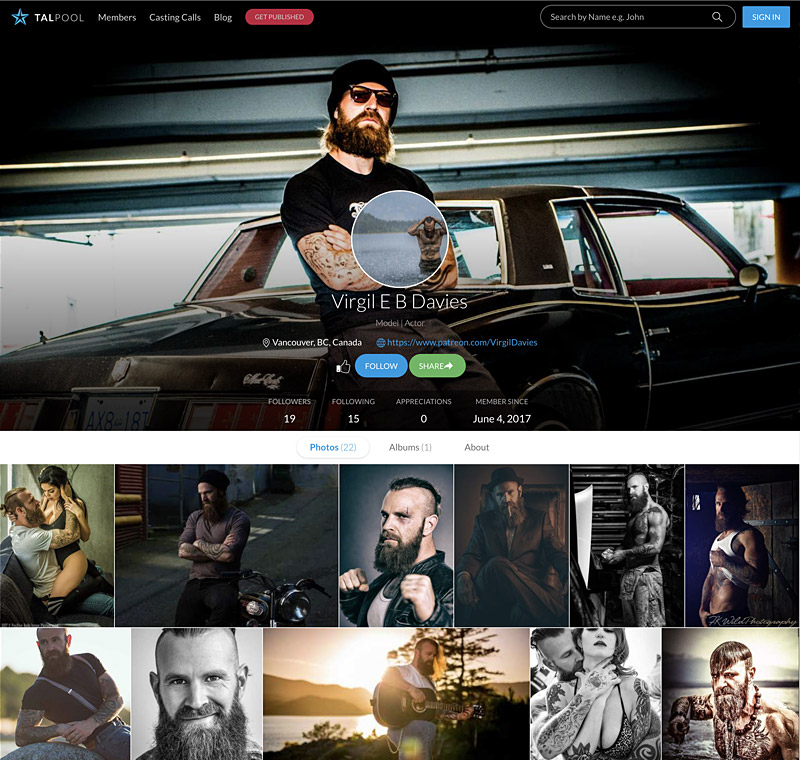 TALPOOL Members Casting Calls Blog GET PUBLISHED Search by Name e.g. John SIGN IN
Virgil E B Davies
Model | Actor
Vancouver, BC, Canada https://www.patreon.com/VirgilDavies
FOLLOW SHARE
FOLLOWERS FOLLOWING APPRECIATIONS MEMBER SINCE
19 15 0 June 4, 2017
Photos (22) Albums (1) About